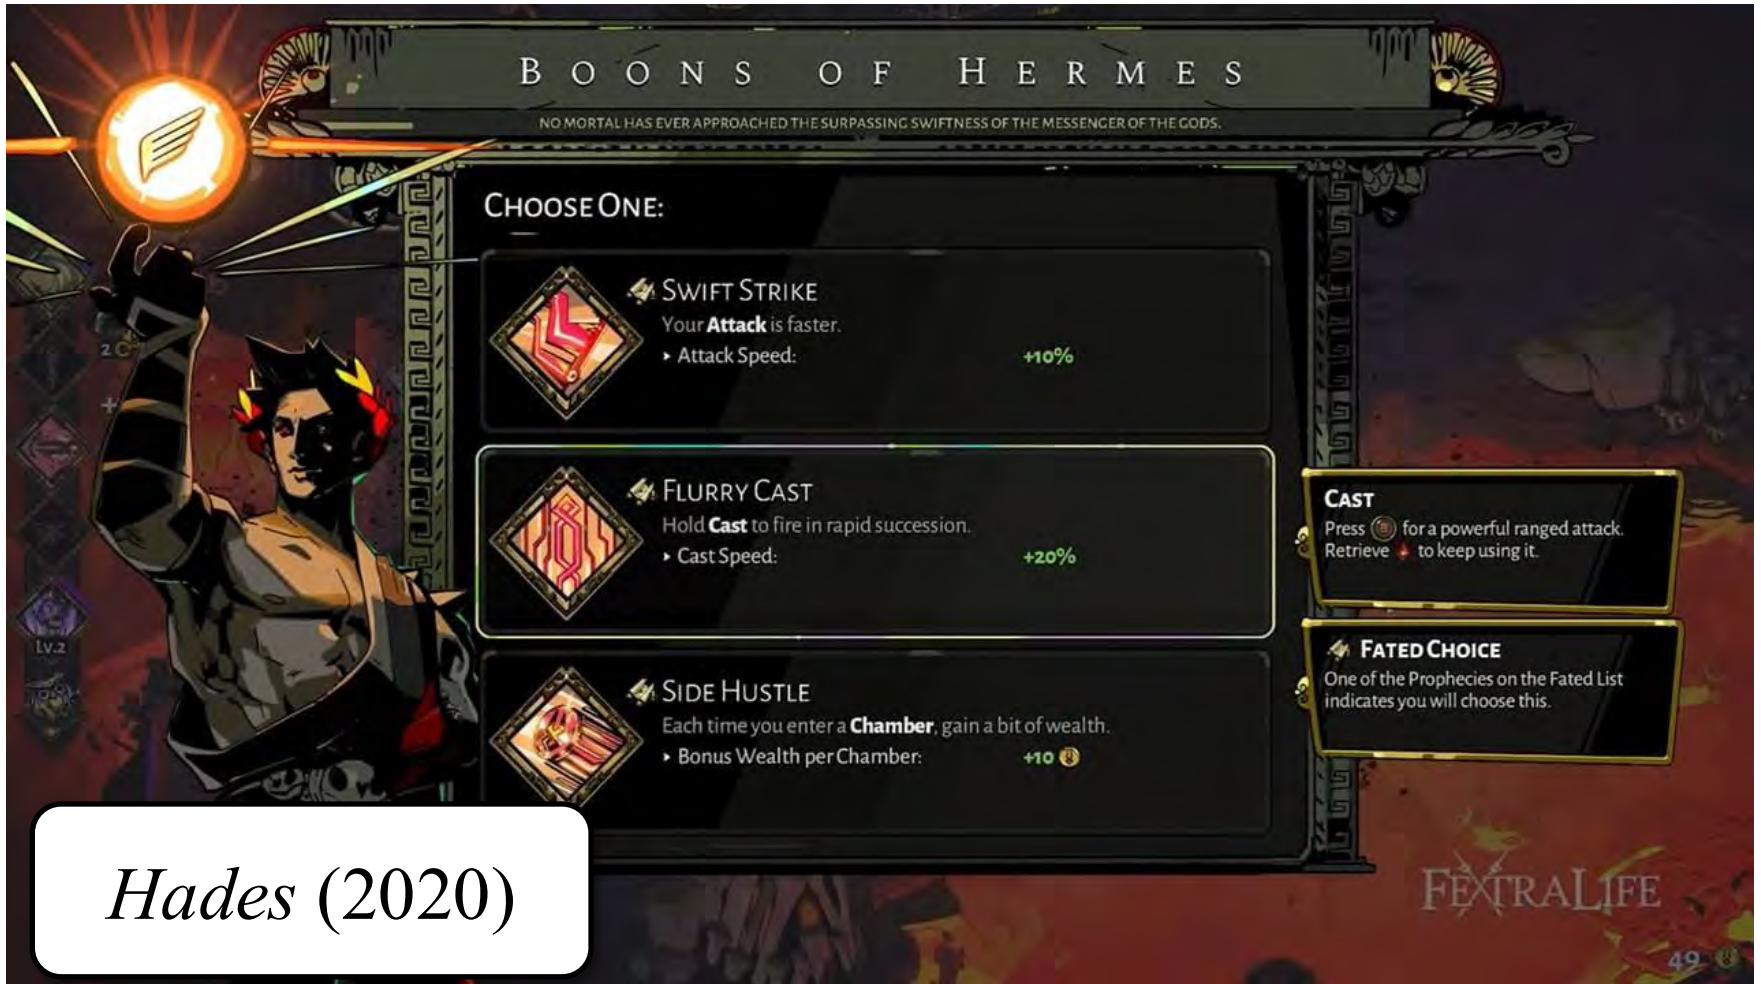 BOONS OF HERMES
NO MORTAL HAS EVER APPROACHED THE SURPASSING SWIFTNESS OF THE MESSENGER OF THE GODS.
CHOOSE ONE:
SWIFT STRIKE
Your Attack is faster.
‣ Attack Speed: +10%
FLURRY CAST
Hold Cast to fire in rapid succession.
‣ Cast Speed: +20%
SIDE HUSTLE
Each time you enter a Chamber, gain a bit of wealth.
‣ Bonus Wealth per Chamber: +10
CAST
Press for a powerful ranged attack.
Retrieve to keep using it.
FATED CHOICE
One of the Prophecies on the Fated List
indicates you will choose this.
2
+
Lv.2
Hades (2020)
FEXTRALIFE
49